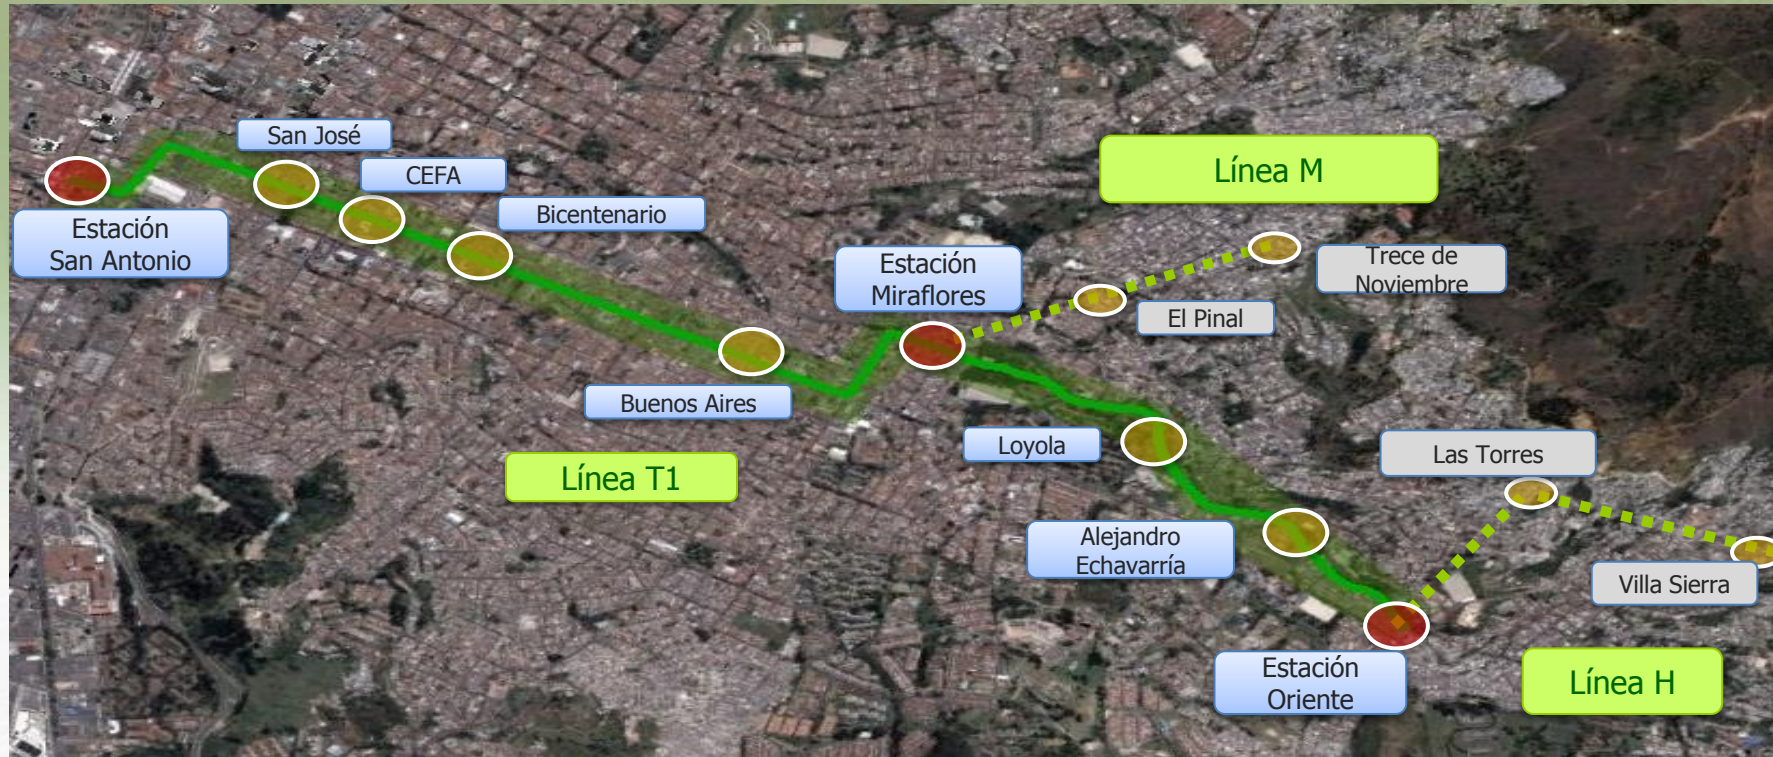 San José
CEFA
Bicentenario
Estación
San Antonio
Línea M
Estación
Miraflores
Trece de
Noviembre
El Pinal
Buenos Aires
Loyola
Línea T1
Las Torres
Alejandro
Echavarría
Villa Sierra
Estación
Oriente
Línea H